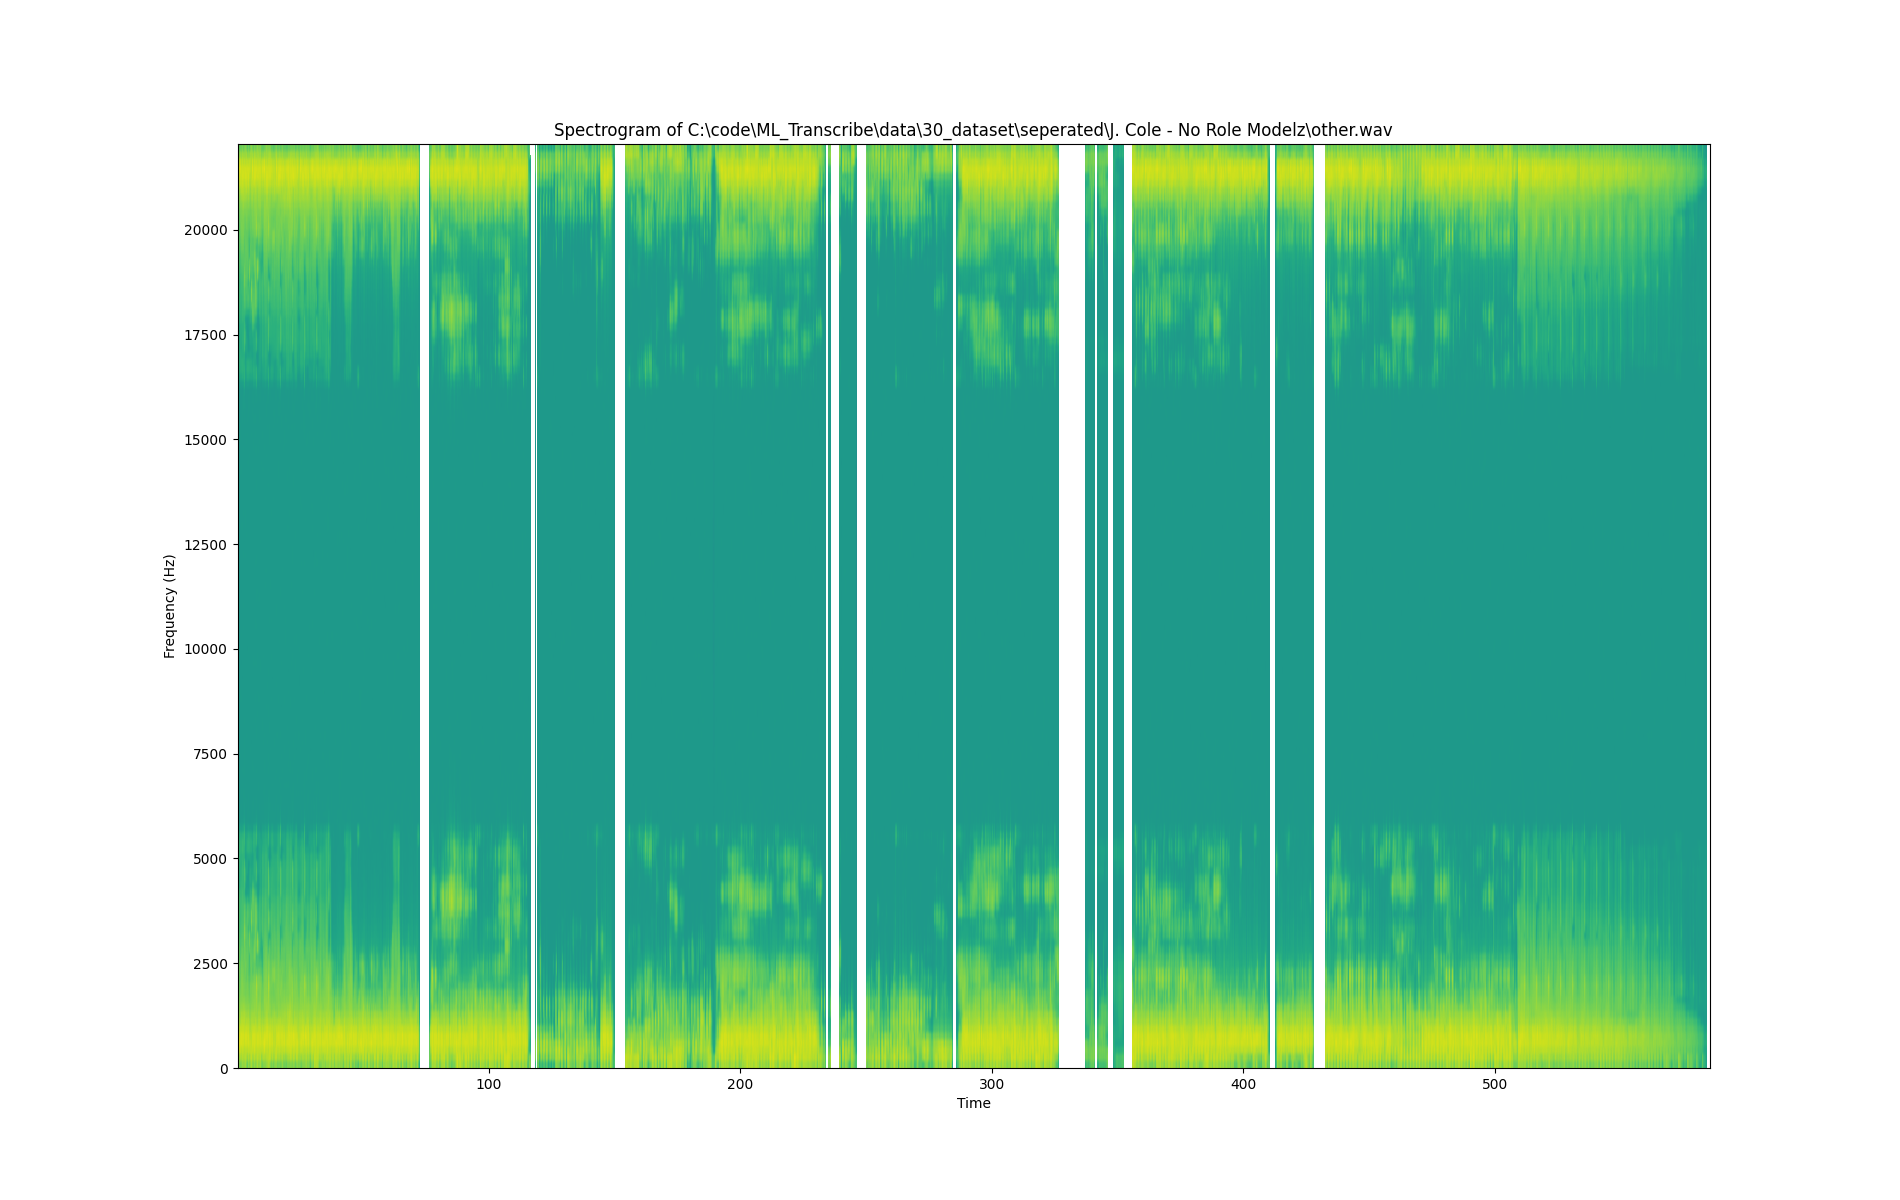 Spectrogram of C:\code\ML_Transcribe\data\30_dataset\seperated\J. Cole - No Role Modelz\other.wav
Frequency (Hz)
20000
17500
15000
12500
10000
7500
5000
2500
0
100 200 300 400 500
Time